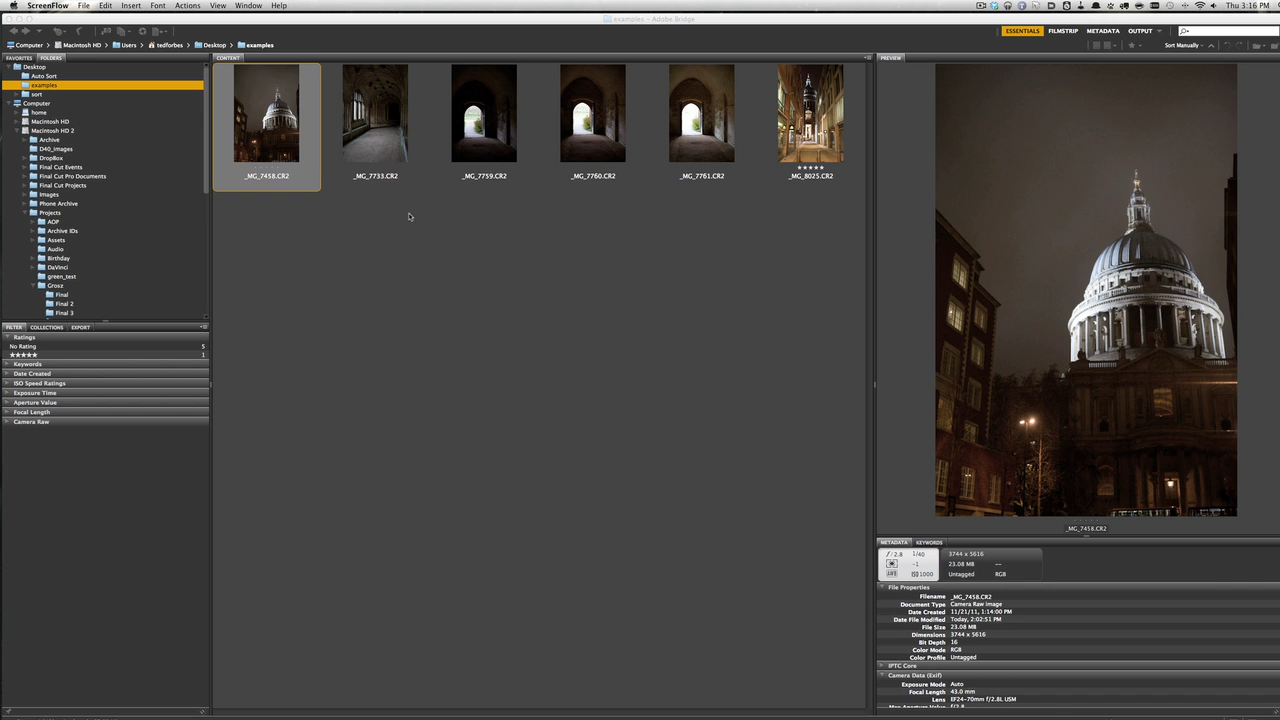 ScreenFlow File Edit Items Insert Font Actions View Window Help
Thu 3:16 PM
examples – Adobe Bridge
ESSENTIALS FILMSTRIP METADATA OUTPUT
Computer Macintosh HD Users tedforbes Desktop examples
Sort Manually
FAVORITES FOLDERS
Desktop
Auto Sort
examples
sort
Computer
home
Macintosh HD
Macintosh HD 2
Archive
D40_images
DropBox
Final Cut Events
Final Cut Pro Documents
Final Cut Projects
Images
Phone Archive
Projects
AOP
Archive IDs
Assets
Audio
Birthday
DaVinci
green_test
Grosz
Final
Final 2
Final 3
FILTER COLLECTIONS EXPORT
Ratings
No Rating 5
★★★★★ 1
Keywords
Date Created
ISO Speed Ratings
Exposure Time
Aperture Value
Focal Length
Camera Raw
CONTENT
_MG_7458.CR2
_MG_7733.CR2
_MG_7759.CR2
_MG_7760.CR2
_MG_7761.CR2
★★★★★
_MG_8025.CR2
PREVIEW
_MG_7458.CR2
METADATA KEYWORDS
f/2.8 1/40
-1
AWB ISO 1000
3744 x 5616
23.08 MB --
Untagged RGB
File Properties
Filename _MG_7458.CR2
Document Type Camera Raw image
Date Created 11/21/11, 1:14:00 PM
Date File Modified Today, 2:02:51 PM
File Size 23.08 MB
Dimensions 3744 x 5616
Bit Depth 16
Color Mode RGB
Color Profile Untagged
IPTC Core
Camera Data (Exif)
Exposure Mode Auto
Focal Length 43.0 mm
Lens EF24-70mm f/2.8L USM
Max Aperture Value f/2.8